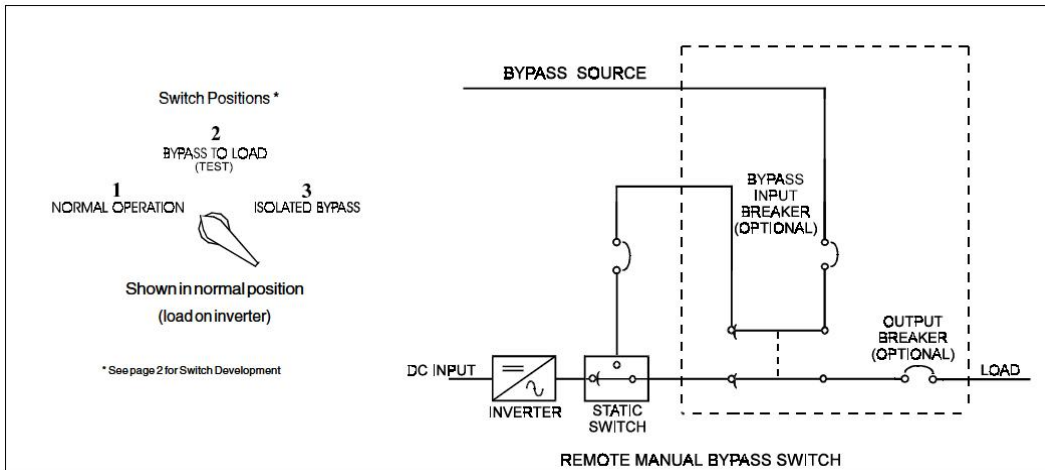 Switch Positions *
2
BYPASS TO LOAD
(TEST)
1
NORMAL OPERATION
3
ISOLATED BYPASS
Shown in normal position
(load on inverter)
* See page 2 for Switch Development
BYPASS SOURCE
BYPASS
INPUT
BREAKER
(OPTIONAL)
OUTPUT
BREAKER
(OPTIONAL)
DC INPUT
LOAD
INVERTER
STATIC
SWITCH
REMOTE MANUAL BYPASS SWITCH